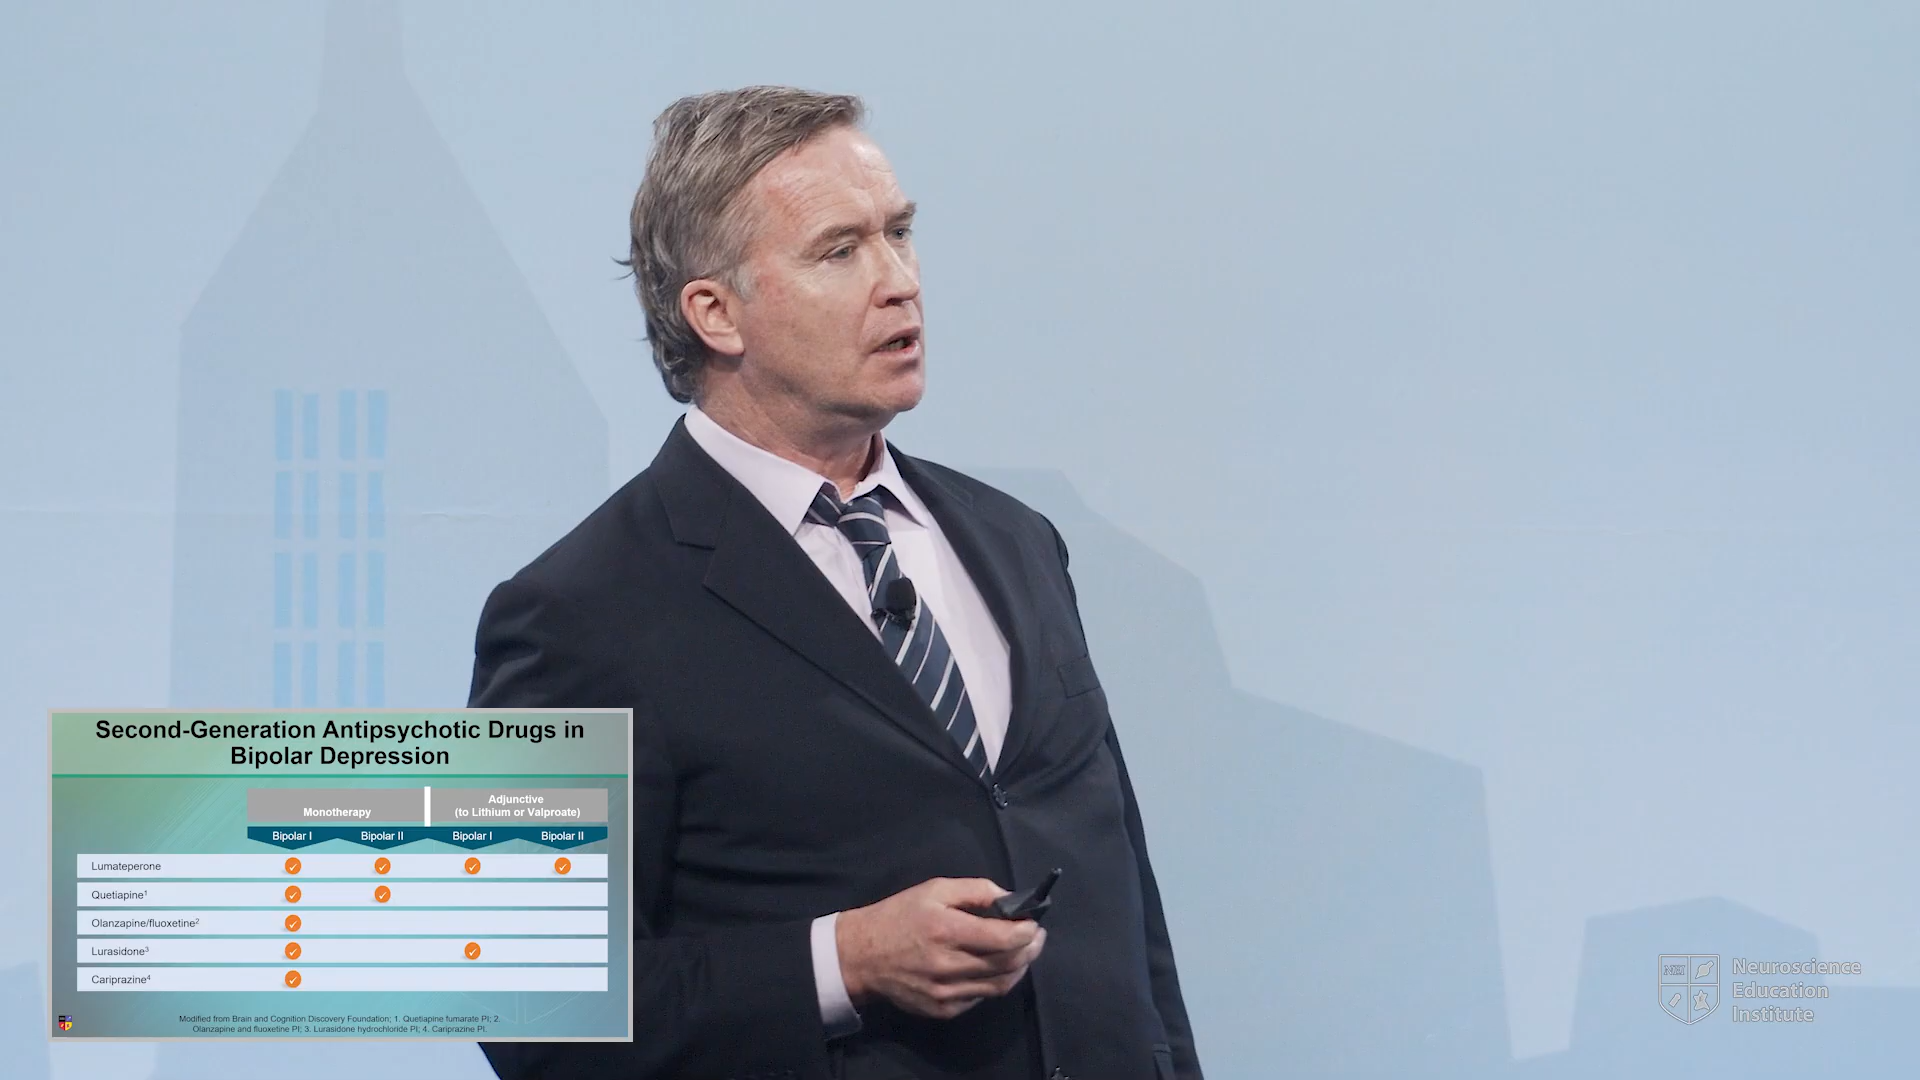 Second-Generation Antipsychotic Drugs in
Bipolar Depression
Monotherapy
Adjunctive
(to Lithium or Valproate)
Bipolar I Bipolar II Bipolar I Bipolar II
Lumateperone
Quetiapine¹
Olanzapine/fluoxetine²
Lurasidone³
Cariprazine⁴
Modified from Brain and Cognition Discovery Foundation; 1. Quetiapine fumarate PI; 2.
Olanzapine and fluoxetine PI; 3. Lurasidone hydrochloride PI; 4. Cariprazine PI.
NEI
Neuroscience
Education
Institute